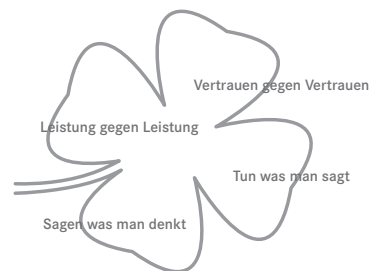 Vertrauen gegen Vertrauen
Leistung gegen Leistung
Tun was man sagt
Sagen was man denkt